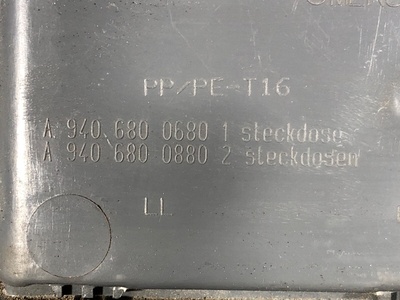 PP/PE-T16
A 940 680 0680 1 steckdose
A 940 680 0880 2 steckdosen
LL